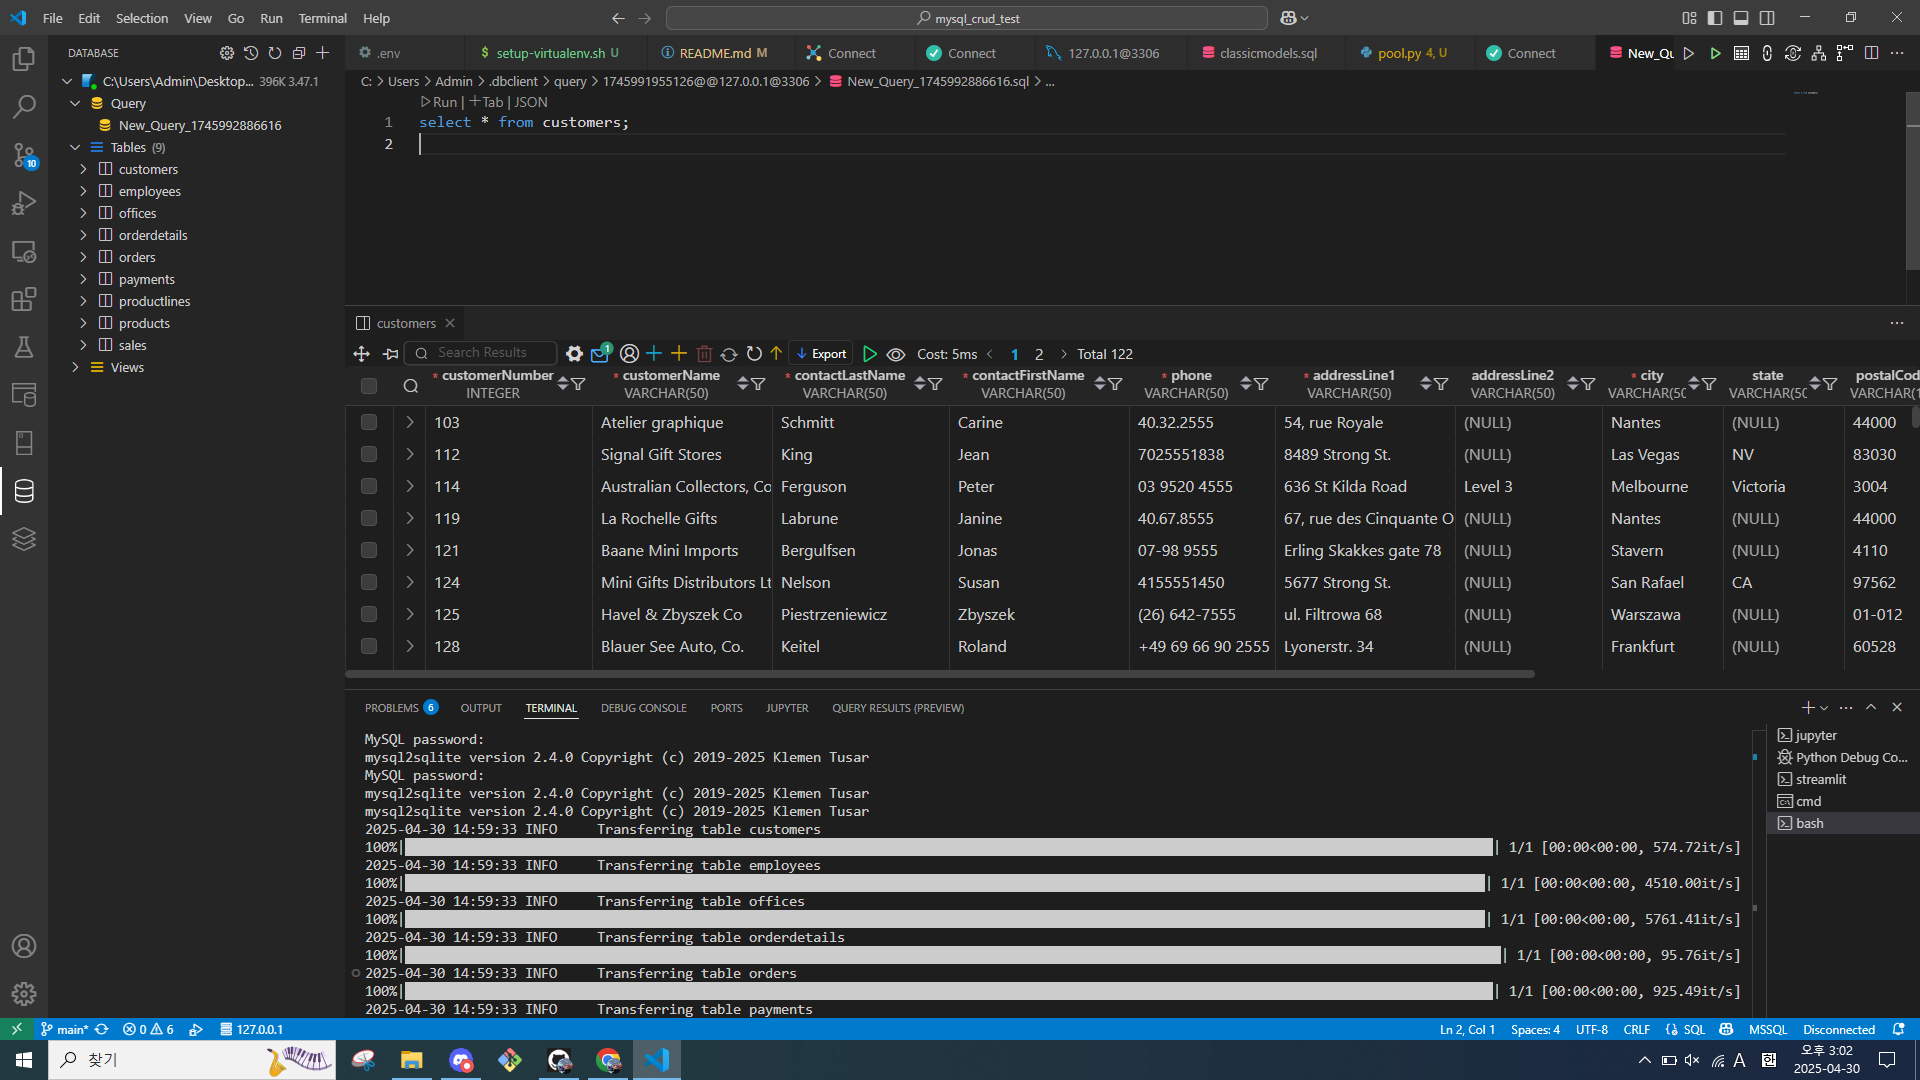 File Edit Selection View Go Run Terminal Help
mysql_crud_test
DATABASE
C:\Users\Admin\Desktop... 396K 3.47.1
Query
New_Query_1745992886616
Tables (9)
customers
employees
offices
orderdetails
orders
payments
productlines
products
sales
Views
.env
setup-virtualenv.sh U
README.md M
Connect
Connect
127.0.0.1@3306
classicmodels.sql
pool.py 4, U
Connect
New_Qu
C: > Users > Admin > .dbclient > query > 1745991955126@@127.0.0.1@3306 > New_Query_1745992886616.sql > ...
Run | Tab | JSON
1 select * from customers;
2
customers
Search Results
1
Export
Cost: 5ms < 1 2 > Total 122
* customerNumber INTEGER
* customerName VARCHAR(50)
* contactLastName VARCHAR(50)
* contactFirstName VARCHAR(50)
* phone VARCHAR(50)
* addressLine1 VARCHAR(50)
addressLine2 VARCHAR(50)
* city VARCHAR(50
state VARCHAR(50
postalCod VARCHAR(1
103 Atelier graphique Schmitt Carine 40.32.2555 54, rue Royale (NULL) Nantes (NULL) 44000
112 Signal Gift Stores King Jean 7025551838 8489 Strong St. (NULL) Las Vegas NV 83030
114 Australian Collectors, Co Ferguson Peter 03 9520 4555 636 St Kilda Road Level 3 Melbourne Victoria 3004
119 La Rochelle Gifts Labrune Janine 40.67.8555 67, rue des Cinquante O (NULL) Nantes (NULL) 44000
121 Baane Mini Imports Bergulfsen Jonas 07-98 9555 Erling Skakkes gate 78 (NULL) Stavern (NULL) 4110
124 Mini Gifts Distributors Lt Nelson Susan 4155551450 5677 Strong St. (NULL) San Rafael CA 97562
125 Havel & Zbyszek Co Piestrzeniewicz Zbyszek (26) 642-7555 ul. Filtrowa 68 (NULL) Warszawa (NULL) 01-012
128 Blauer See Auto, Co. Keitel Roland +49 69 66 90 2555 Lyonerstr. 34 (NULL) Frankfurt (NULL) 60528
PROBLEMS 6 OUTPUT TERMINAL DEBUG CONSOLE PORTS JUPYTER QUERY RESULTS (PREVIEW)
MySQL password:
mysql2sqlite version 2.4.0 Copyright (c) 2019-2025 Klemen Tusar
MySQL password:
mysql2sqlite version 2.4.0 Copyright (c) 2019-2025 Klemen Tusar
mysql2sqlite version 2.4.0 Copyright (c) 2019-2025 Klemen Tusar
2025-04-30 14:59:33 INFO Transferring table customers
100%| | 1/1 [00:00<00:00, 574.72it/s]
2025-04-30 14:59:33 INFO Transferring table employees
100%| | 1/1 [00:00<00:00, 4510.00it/s]
2025-04-30 14:59:33 INFO Transferring table offices
100%| | 1/1 [00:00<00:00, 5761.41it/s]
2025-04-30 14:59:33 INFO Transferring table orderdetails
100%| | 1/1 [00:00<00:00, 95.76it/s]
2025-04-30 14:59:33 INFO Transferring table orders
100%| | 1/1 [00:00<00:00, 925.49it/s]
2025-04-30 14:59:33 INFO Transferring table payments
jupyter
Python Debug Co...
streamlit
cmd
bash
10
main* 0 6 127.0.0.1
Ln 2, Col 1 Spaces: 4 UTF-8 CRLF SQL MSSQL Disconnected
찾기
A
오후 3:02
2025-04-30